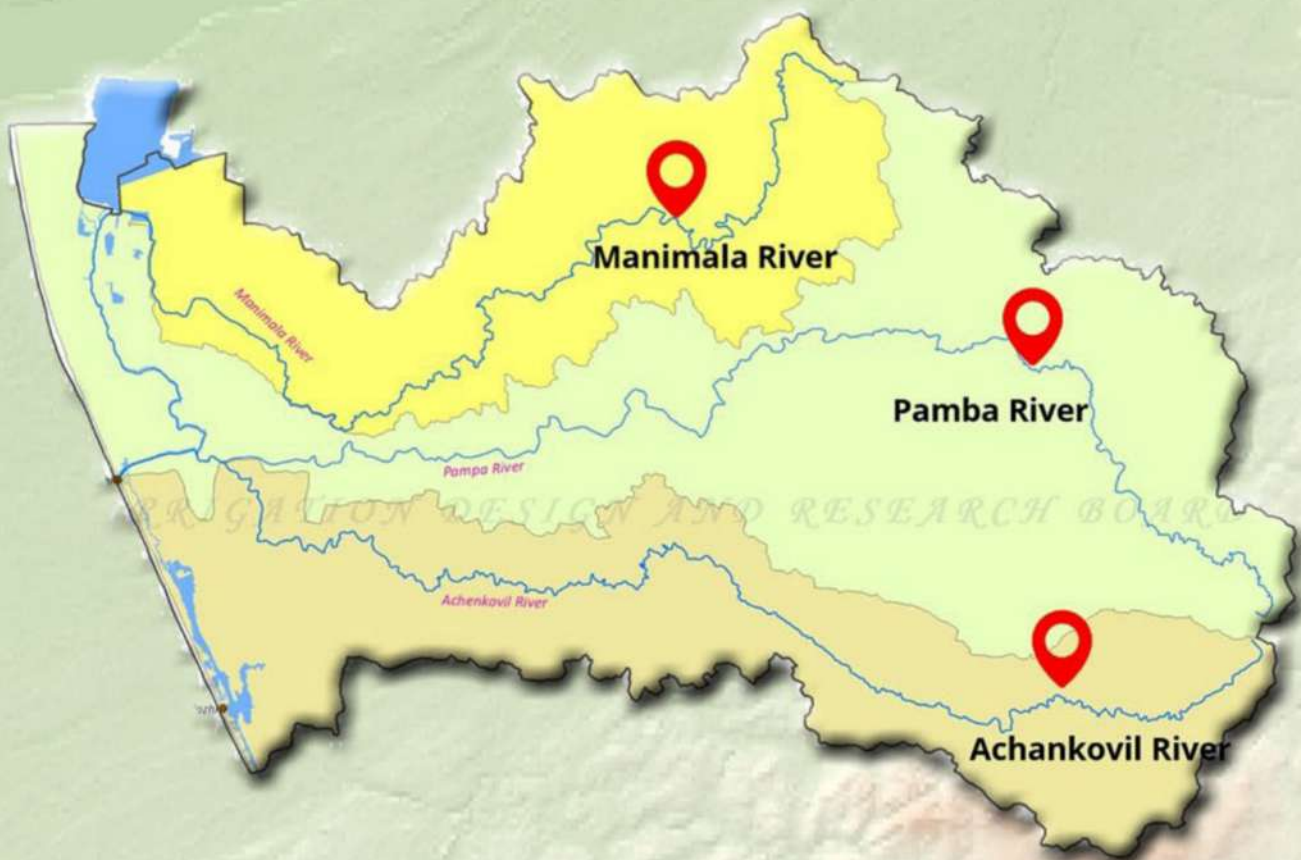 Manimala River
Manimala River
Pamba River
Pampa River
IRRIGATION DESIGN AND RESEARCH BOARD
Achenkovil River
Achankovil River